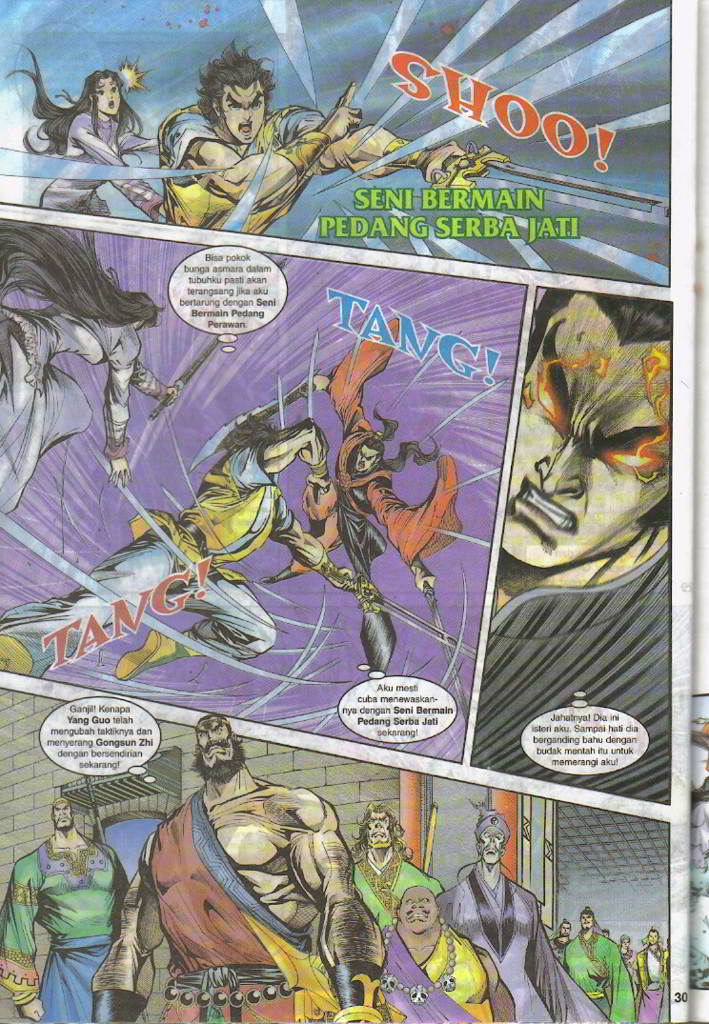 SHOO!
SENI BERMAIN
PEDANG SERBA JATI
Bisa pokok
bunga asmara dalam
tubuhku pasti akan
terangsang jika aku
bertarung dengan Seni
Bermain Pedang
Perawan.
TANG!
TANG!
Aku mesti
cuba menewaskan-
nya dengan Seni Bermain
Pedang Serba Jati
sekarang!
Jahatnya! Dia ini
isteri aku. Sampai hati dia
berganding bahu dengan
budak mentah itu untuk
memerangi aku!
Ganjil! Kenapa
Yang Guo telah
mengubah taktiknya dan
menyerang Gongsun Zhi
dengan bersendirian
sekarang!
30